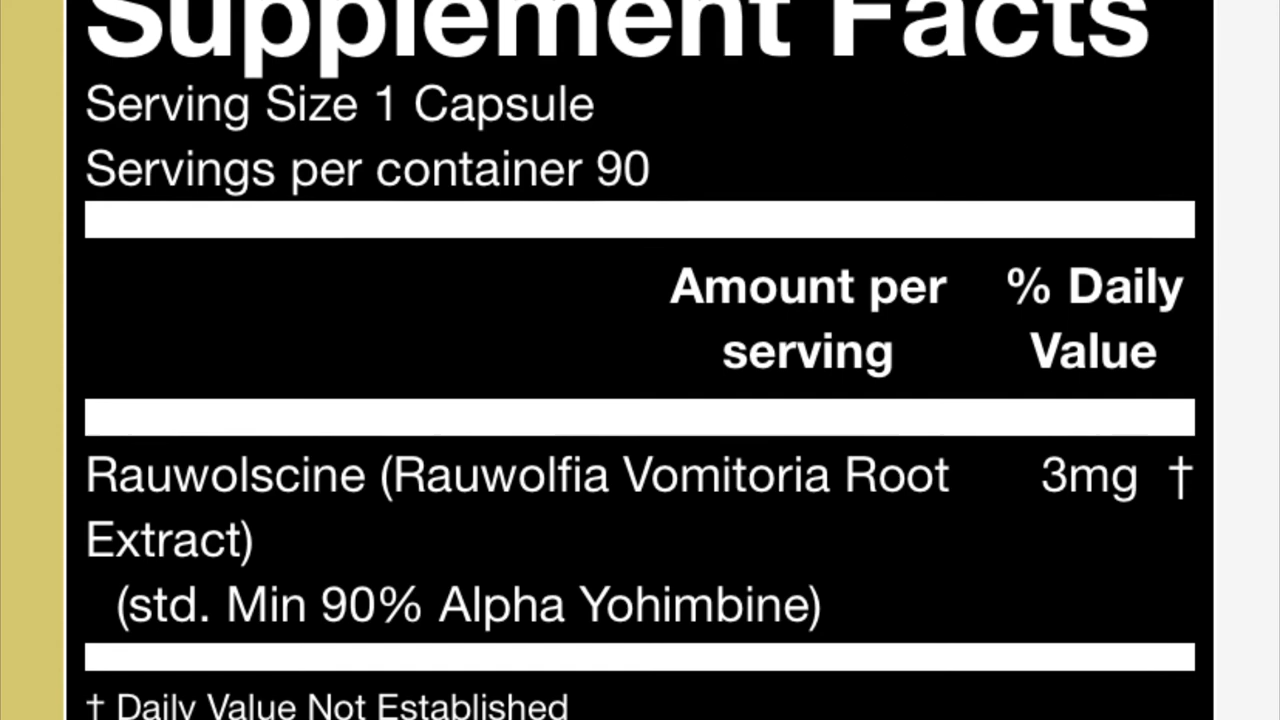 Supplement Facts
Serving Size 1 Capsule
Servings per container 90
Amount per % Daily
serving Value
Rauwolscine (Rauwolfia Vomitoria Root 3mg †
Extract)
(std. Min 90% Alpha Yohimbine)
† Daily Value Not Established